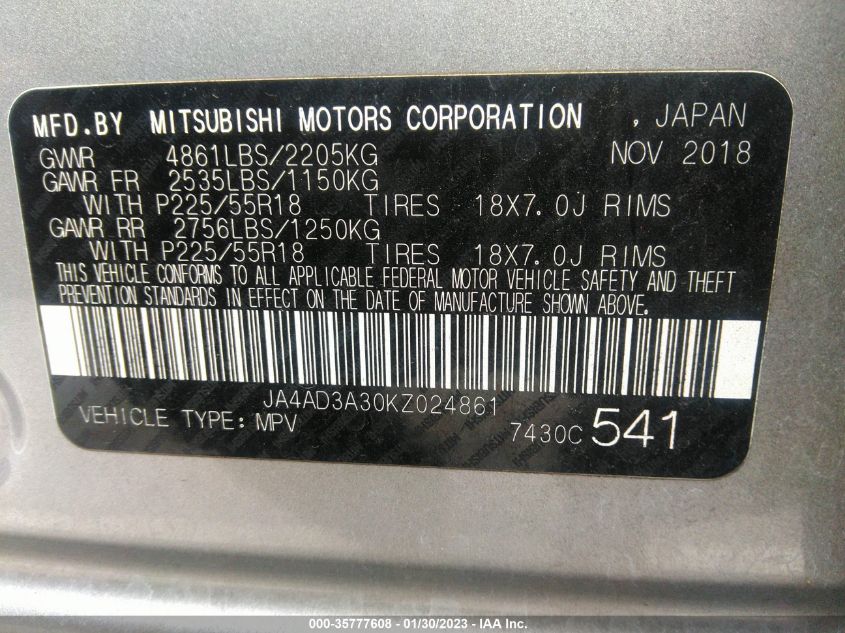 MFD.BY MITSUBISHI MOTORS CORPORATION , JAPAN
GVWR 4861LBS/2205KG NOV 2018
GAWR FR 2535LBS/1150KG
WITH P225/55R18 TIRES 18X7.0J RIMS
GAWR RR 2756LBS/1250KG
WITH P225/55R18 TIRES 18X7.0J RIMS
THIS VEHICLE CONFORMS TO ALL APPLICABLE FEDERAL MOTOR VEHICLE SAFETY AND THEFT
PREVENTION STANDARDS IN EFFECT ON THE DATE OF MANUFACTURE SHOWN ABOVE.
JA4AD3A30KZ024861
VEHICLE TYPE: MPV 7430C 541
000-35777608 — 01/30/2023 — IAA Inc.